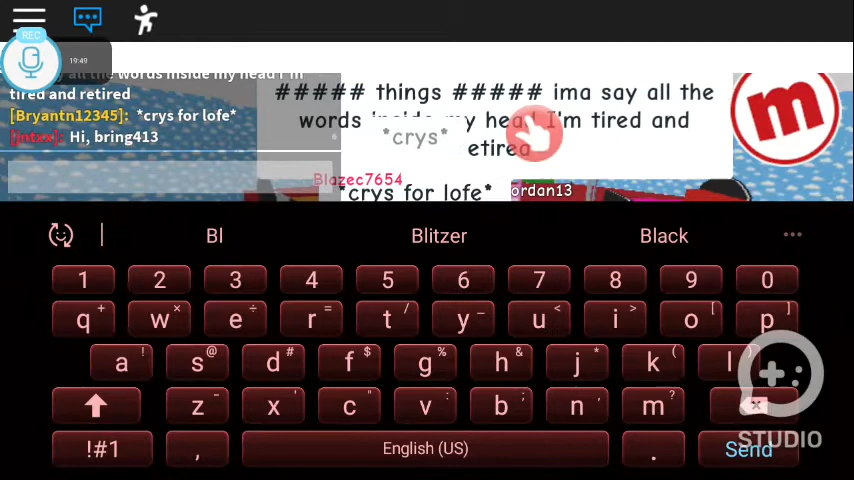 REC
19:49
all the words inside my head I'm
tired and retired
[Bryantn12345]: *crys for lofe*
[jntxx]: Hi, bring413
##### things ##### ima say all the
words inside my head I'm tired and
etired
*crys*
Blazec7654
*crys for lofe*
ordan13
m
Bl Blitzer Black ...
1 2 3 4 5 6 7 8 9 0
q + w × e ÷ r = t / y _ u < i > o [ p ]
a ! s @ d # f $ g % h & j * k ( l )
z - x ' c " v : b ; n , m ?
!#1 , English (US) . Send
STUDIO